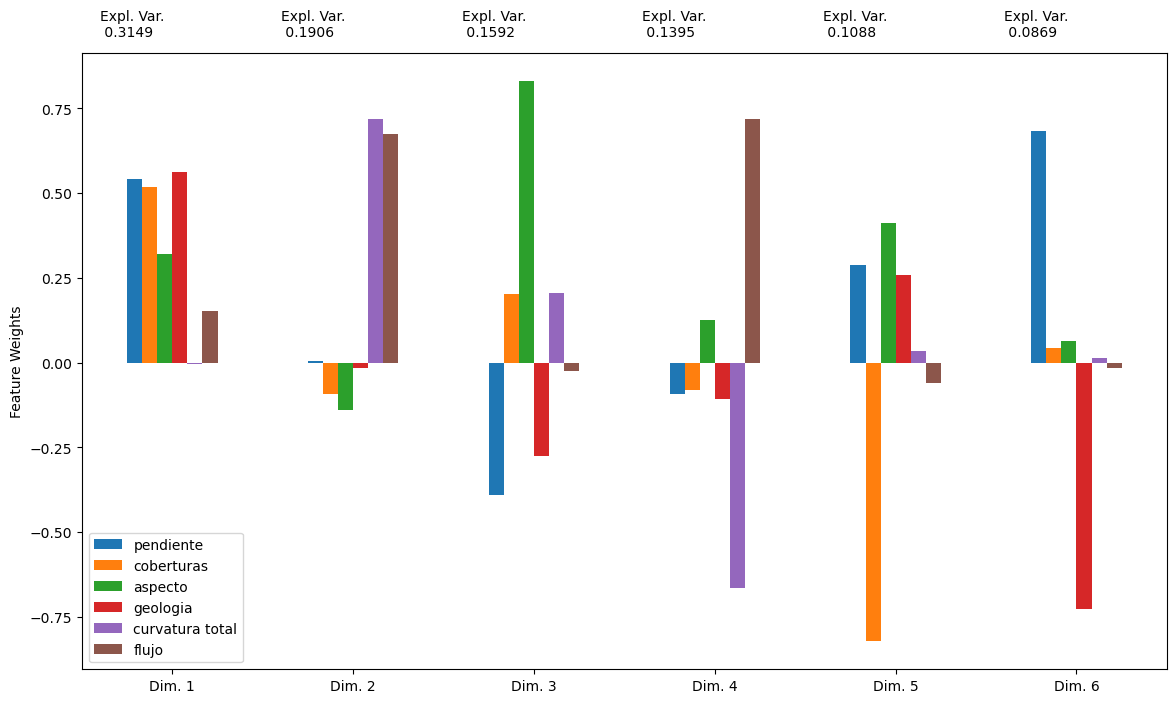 Expl. Var. Expl. Var. Expl. Var. Expl. Var. Expl. Var. Expl. Var.
0.3149 0.1906 0.1592 0.1395 0.1088 0.0869
0.75
0.50
0.25
0.00
−0.25
−0.50
−0.75
Feature Weights
pendiente
coberturas
aspecto
geologia
curvatura total
flujo
Dim. 1 Dim. 2 Dim. 3 Dim. 4 Dim. 5 Dim. 6